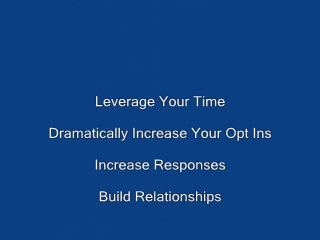 Leverage Your Time
Dramatically Increase Your Opt Ins
Increase Responses
Build Relationships